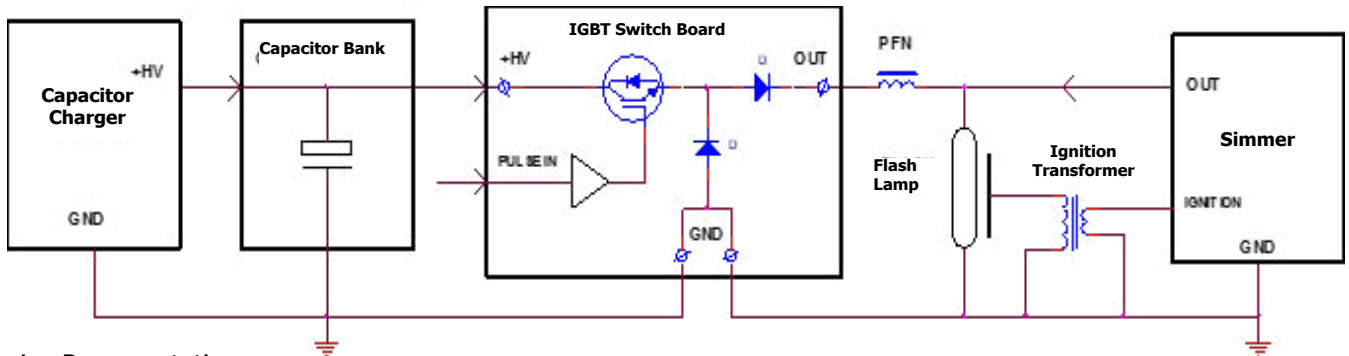 Capacitor
Charger
+HV
GND
Capacitor Bank
IGBT Switch Board
+HV
D
OUT
PULSE IN
D
GND
PFN
Flash
Lamp
Ignition
Transformer
OUT
Simmer
IGNITION
GND